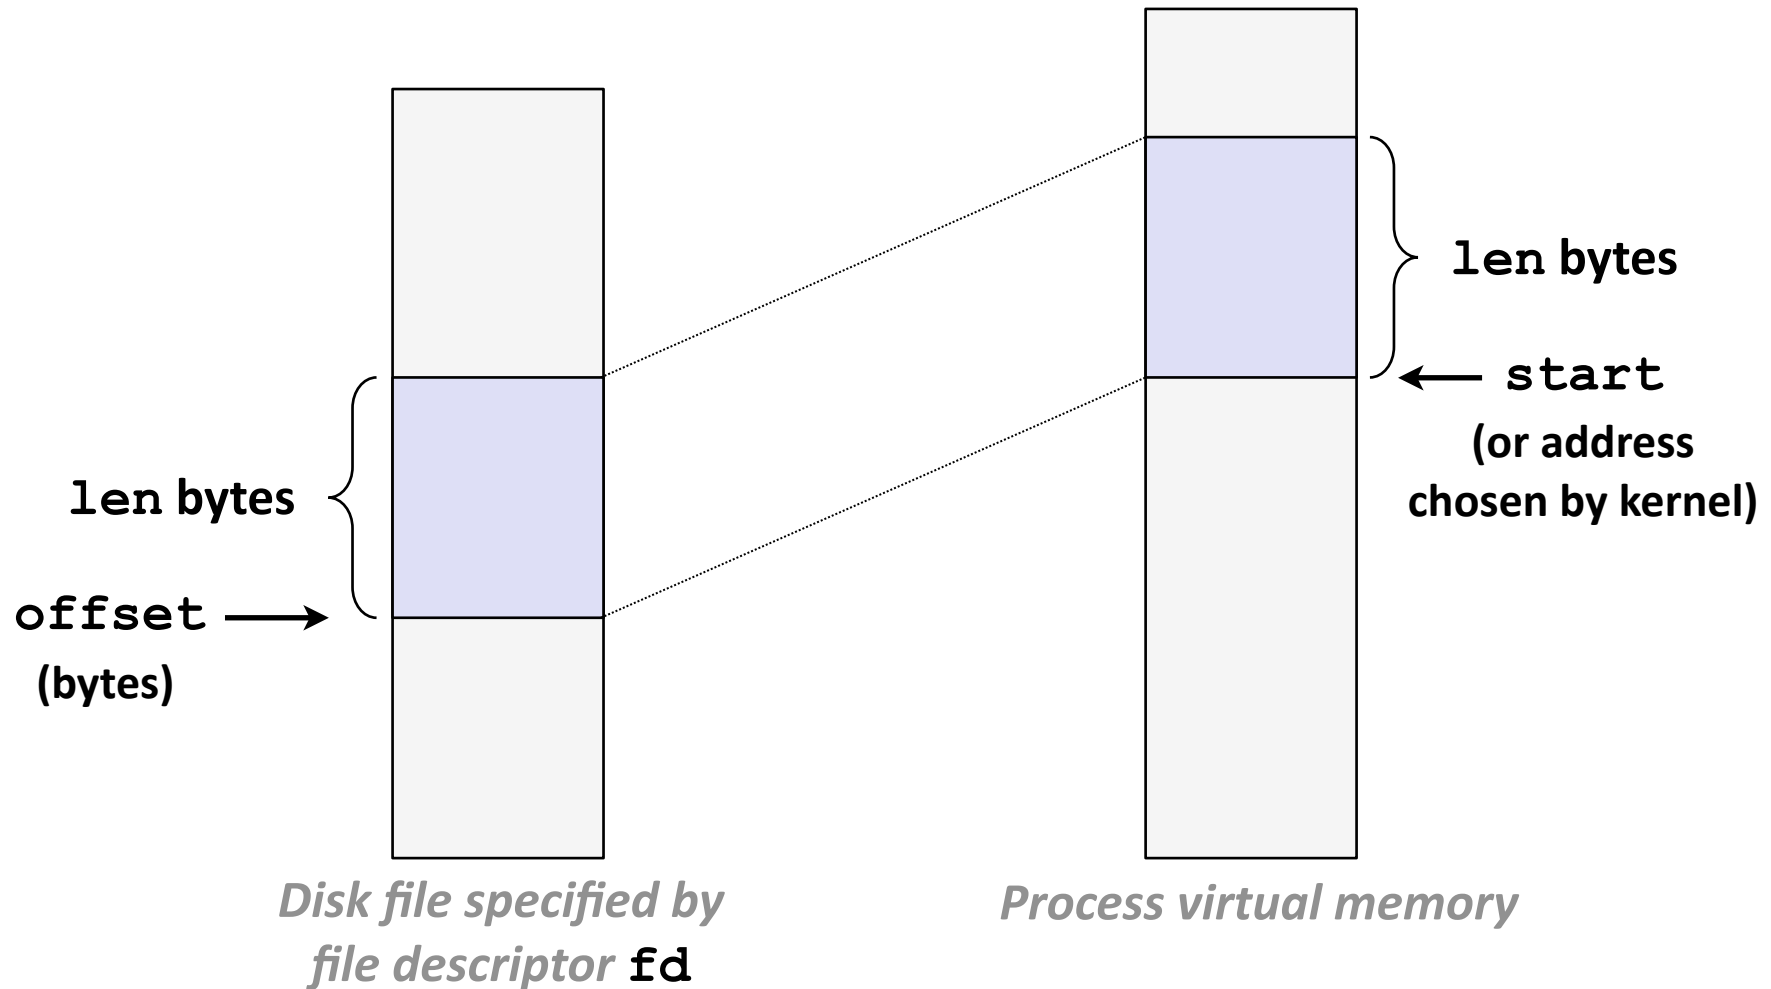 len bytes
start
(or address
chosen by kernel)
len bytes
offset
(bytes)
Disk file specified by
file descriptor fd
Process virtual memory